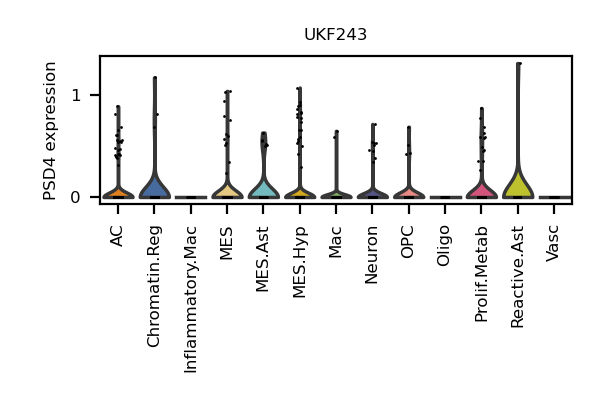 UKF243
PSD4 expression
1
0
AC
Chromatin.Reg
Inflammatory.Mac
MES
MES.Ast
MES.Hyp
Mac
Neuron
OPC
Oligo
Prolif.Metab
Reactive.Ast
Vasc